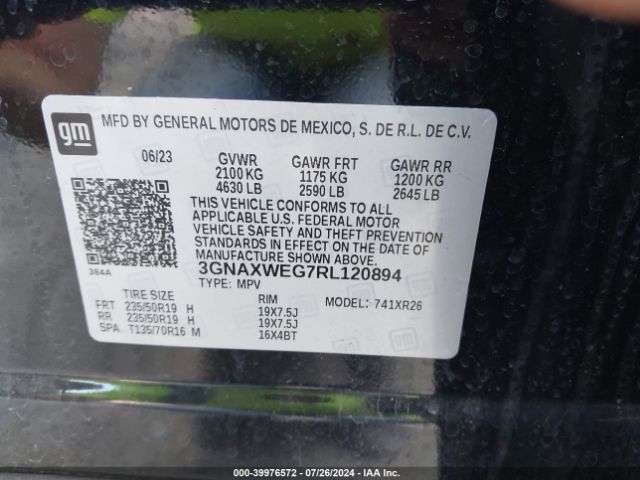 gm
MFD BY GENERAL MOTORS DE MEXICO, S. DE R.L. DE C.V.
06/23 GVWR GAWR FRT GAWR RR
2100 KG 1175 KG 1200 KG
4630 LB 2590 LB 2645 LB
THIS VEHICLE CONFORMS TO ALL
APPLICABLE U.S. FEDERAL MOTOR
VEHICLE SAFETY AND THEFT
PREVENTION STANDARDS IN EFFECT
ON THE DATE OF MANUFACTURE
SHOWN ABOVE.
384A
3GNAXWEG7RL120894
TYPE: MPV
TIRE SIZE RIM MODEL: 741XR26
FRT 235/50R19 H 19X7.5J
RR 235/50R19 H 19X7.5J
SPA T135/70R16 M 16X4BT
000-39976572 - 07/26/2024 - IAA Inc.